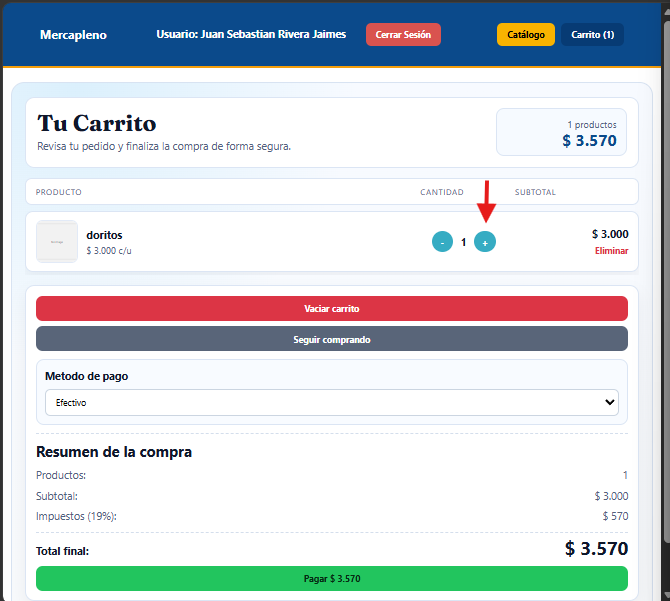 Mercapleno Usuario: Juan Sebastian Rivera Jaimes Cerrar Sesión Catálogo Carrito (1)
Tu Carrito
Revisa tu pedido y finaliza la compra de forma segura.
1 productos
$ 3.570
PRODUCTO CANTIDAD SUBTOTAL
doritos
$ 3.000 c/u
- 1 +
$ 3.000
Eliminar
Vaciar carrito
Seguir comprando
Metodo de pago
Efectivo
Resumen de la compra
Productos: 1
Subtotal: $ 3.000
Impuestos (19%): $ 570
Total final: $ 3.570
Pagar $ 3.570